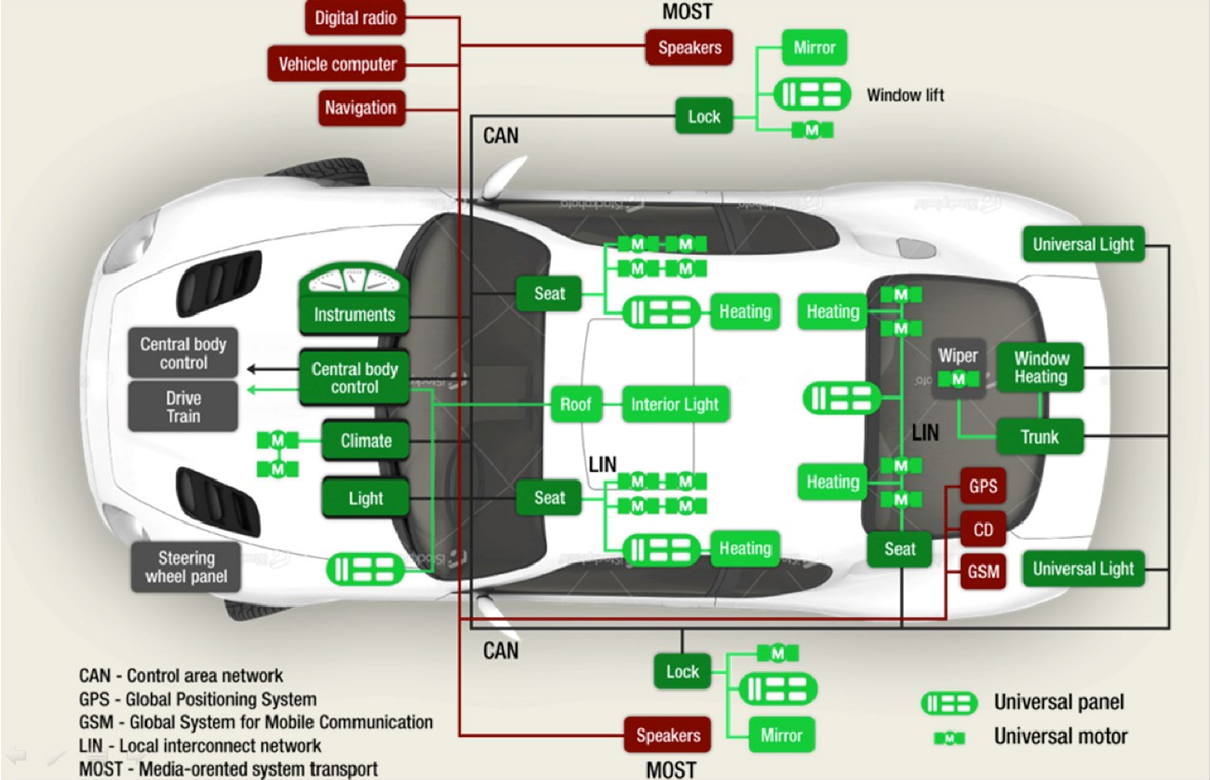 Digital radio
MOST
Vehicle computer
Speakers
Mirror
Navigation
Lock
Window lift
CAN
M
Universal Light
M M
M M
Seat
Heating
Heating
M
M
Instruments
Central body
control
Central body
control
Wiper
M
Window
Heating
Drive
Train
Roof
Interior Light
LIN
Trunk
M
M
Climate
LIN
M M
M M
Heating
M
M
GPS
Light
Seat
CD
Steering
wheel panel
Heating
Seat
GSM
Universal Light
CAN
Lock
M
CAN - Control area network
GPS - Global Positioning System
GSM - Global System for Mobile Communication
LIN - Local interconnect network
MOST - Media-orented system transport
Universal panel
M
Universal motor
Speakers
Mirror
MOST
iStockphoto